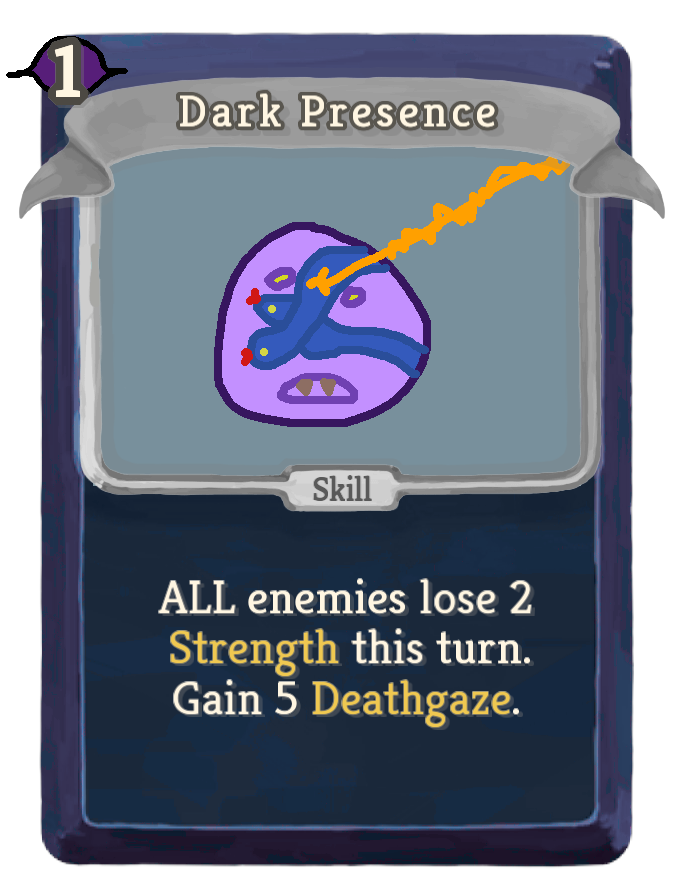 1
Dark Presence
Skill
ALL enemies lose 2
Strength this turn.
Gain 5 Deathgaze.